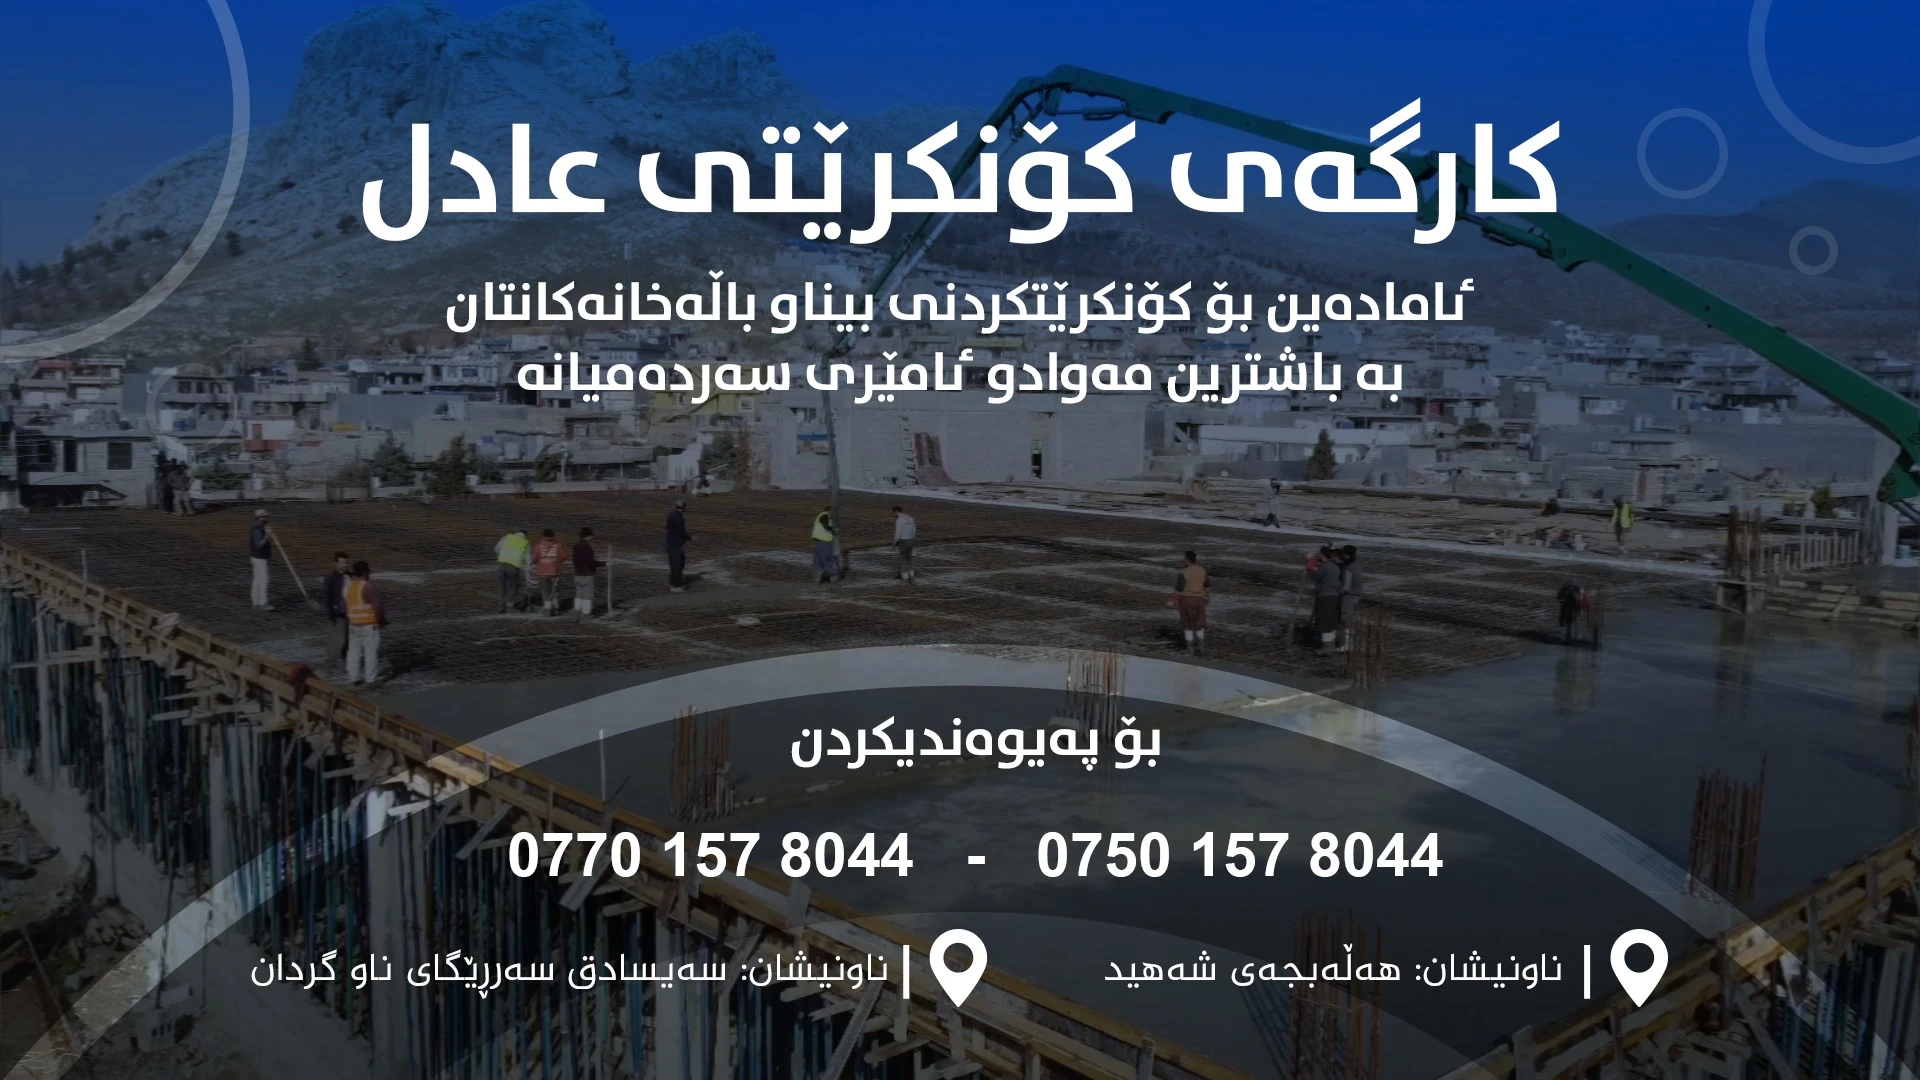 کارگەی کۆنکرێتی عادل
ئامادەین بۆ کۆنکرێتکردنی بیناو باڵەخانەکانتان
بە باشترین مەوادو ئامێری سەردەمیانە
بۆ پەیوەندیکردن
0770 157 8044 - 0750 157 8044
ناونیشان: هەڵەبجەی شەهید
ناونیشان: سەیسادق سەرڕێگای ناو گردان